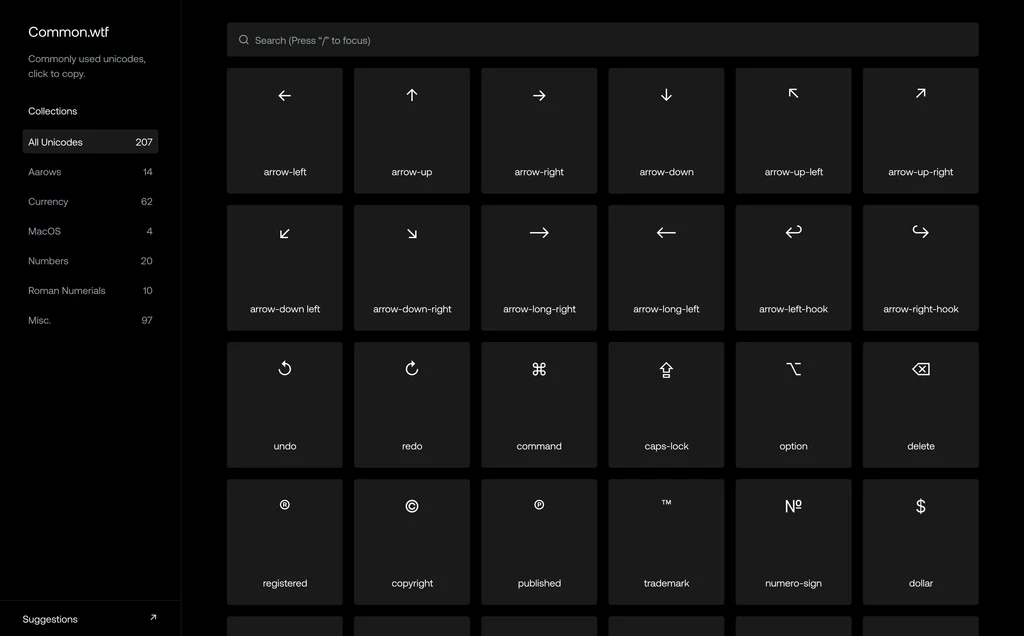 Common.wtf
Commonly used unicodes,
click to copy.
Collections
All Unicodes 207
Aarows 14
Currency 62
MacOS 4
Numbers 20
Roman Numerials 10
Misc. 97
Suggestions ↗
Search (Press “/” to focus)
← ↑ → ↓ ↖ ↗
arrow-left arrow-up arrow-right arrow-down arrow-up-left arrow-up-right
↙ ↘ ⟶ ⟵ ↩ ↪
arrow-down left arrow-down-right arrow-long-right arrow-long-left arrow-left-hook arrow-right-hook
↺ ↻ ⌘ ⇪ ⌥ ⌫
undo redo command caps-lock option delete
® © ℗ ™ № $
registered copyright published trademark numero-sign dollar